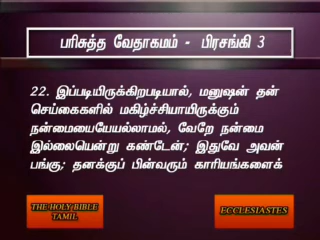 பரிசுத்த வேதாகமம் - பிரசங்கி 3
22. இப்படியிருக்கிறபடியால், மனுஷன் தன்
செய்கைகளில் மகிழ்ச்சியாயிருக்கும்
நன்மையையேயல்லாமல், வேறே நன்மை
இல்லையென்று கண்டேன்; இதுவே அவன்
பங்கு; தனக்குப் பின்வரும் காரியங்களைக்
THE HOLY BIBLE
TAMIL
ECCLESIASTES